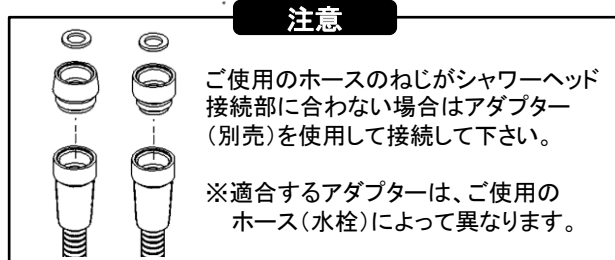 注意
ご使用のホースのねじがシャワーヘッド
接続部に合わない場合はアダプター
（別売）を使用して接続して下さい。
※適合するアダプターは、ご使用の
ホース（水栓）によって異なります。